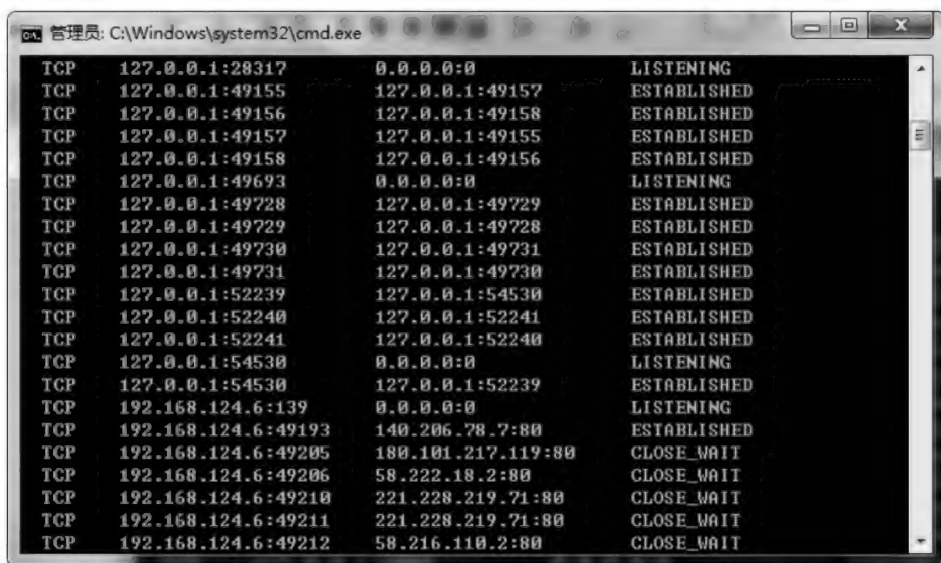 管理员: C:\Windows\system32\cmd.exe
TCP 127.0.0.1:28317 0.0.0.0:0 LISTENING
TCP 127.0.0.1:49155 127.0.0.1:49157 ESTABLISHED
TCP 127.0.0.1:49156 127.0.0.1:49158 ESTABLISHED
TCP 127.0.0.1:49157 127.0.0.1:49155 ESTABLISHED
TCP 127.0.0.1:49158 127.0.0.1:49156 ESTABLISHED
TCP 127.0.0.1:49693 0.0.0.0:0 LISTENING
TCP 127.0.0.1:49728 127.0.0.1:49729 ESTABLISHED
TCP 127.0.0.1:49729 127.0.0.1:49728 ESTABLISHED
TCP 127.0.0.1:49730 127.0.0.1:49731 ESTABLISHED
TCP 127.0.0.1:49731 127.0.0.1:49730 ESTABLISHED
TCP 127.0.0.1:52239 127.0.0.1:54530 ESTABLISHED
TCP 127.0.0.1:52240 127.0.0.1:52241 ESTABLISHED
TCP 127.0.0.1:52241 127.0.0.1:52240 ESTABLISHED
TCP 127.0.0.1:54530 0.0.0.0:0 LISTENING
TCP 127.0.0.1:54530 127.0.0.1:52239 ESTABLISHED
TCP 192.168.124.6:139 0.0.0.0:0 LISTENING
TCP 192.168.124.6:49193 140.206.78.7:80 ESTABLISHED
TCP 192.168.124.6:49205 180.101.217.119:80 CLOSE_WAIT
TCP 192.168.124.6:49206 58.222.18.2:80 CLOSE_WAIT
TCP 192.168.124.6:49210 221.228.219.71:80 CLOSE_WAIT
TCP 192.168.124.6:49211 221.228.219.71:80 CLOSE_WAIT
TCP 192.168.124.6:49212 58.216.110.2:80 CLOSE_WAIT